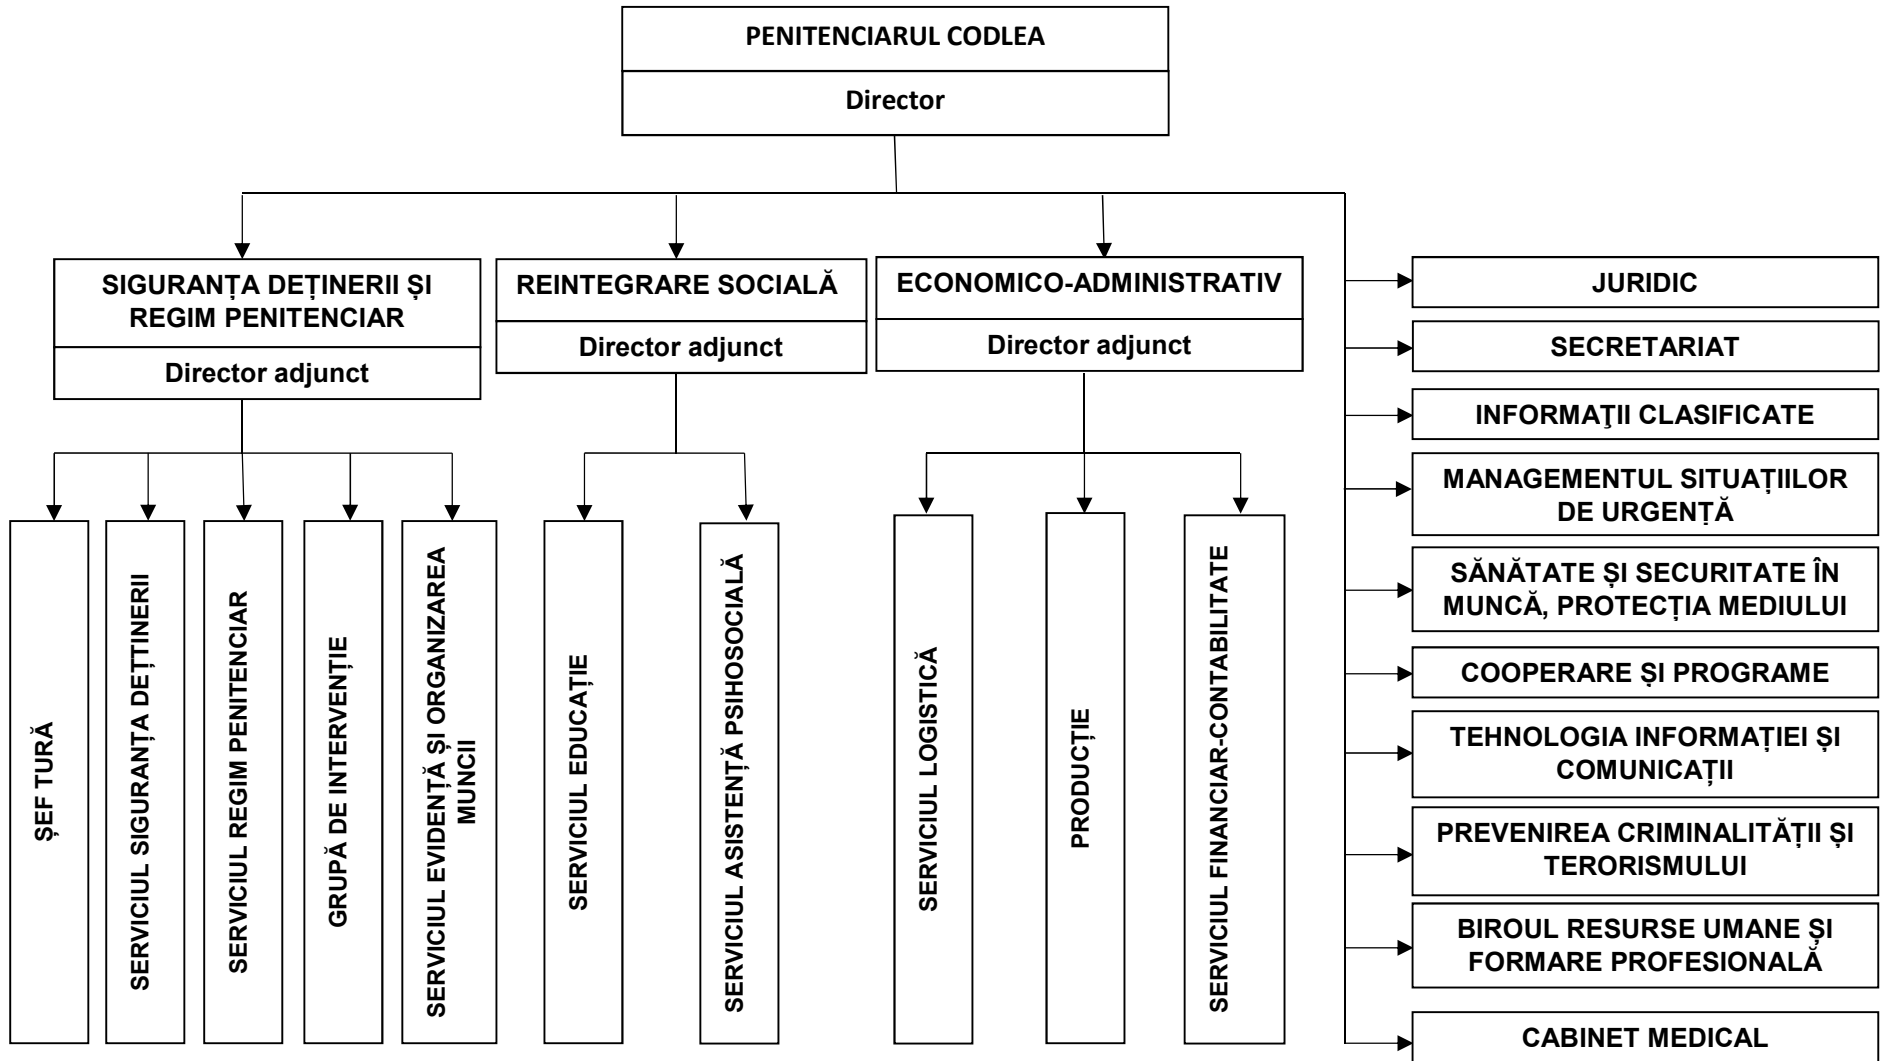 PENITENCIARUL CODLEA
Director
SIGURANȚA DEȚINERII ȘI
REGIM PENITENCIAR
Director adjunct
REINTEGRARE SOCIALĂ
Director adjunct
ECONOMICO-ADMINISTRATIV
Director adjunct
ȘEF TURĂ
SERVICIUL SIGURANȚA DEȚTINERII
SERVICIUL REGIM PENITENCIAR
GRUPĂ DE INTERVENȚIE
SERVICIUL EVIDENȚĂ ȘI ORGANIZAREA
MUNCII
SERVICIUL EDUCAȚIE
SERVICIUL ASISTENȚĂ PSIHOSOCIALĂ
SERVICIUL LOGISTICĂ
PRODUCȚIE
SERVICIUL FINANCIAR-CONTABILITATE
JURIDIC
SECRETARIAT
INFORMAŢII CLASIFICATE
MANAGEMENTUL SITUAȚIILOR
DE URGENȚĂ
SĂNĂTATE ȘI SECURITATE ÎN
MUNCĂ, PROTECȚIA MEDIULUI
COOPERARE ȘI PROGRAME
TEHNOLOGIA INFORMAȚIEI ȘI
COMUNICAȚII
PREVENIREA CRIMINALITĂȚII ȘI
TERORISMULUI
BIROUL RESURSE UMANE ȘI
FORMARE PROFESIONALĂ
CABINET MEDICAL